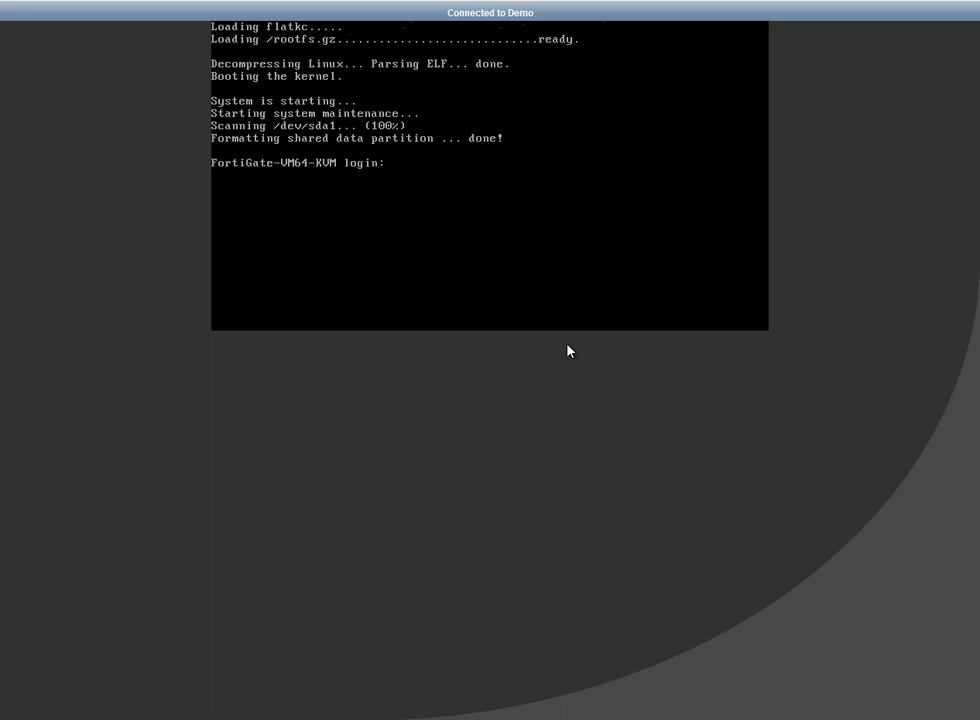 Connected to Demo
Loading flatkc.....
Loading /rootfs.gz.............................ready.
Decompressing Linux... Parsing ELF... done.
Booting the kernel.
System is starting...
Starting system maintenance...
Scanning /dev/sda1... (100%)
Formatting shared data partition ... done!
FortiGate-VM64-KVM login: